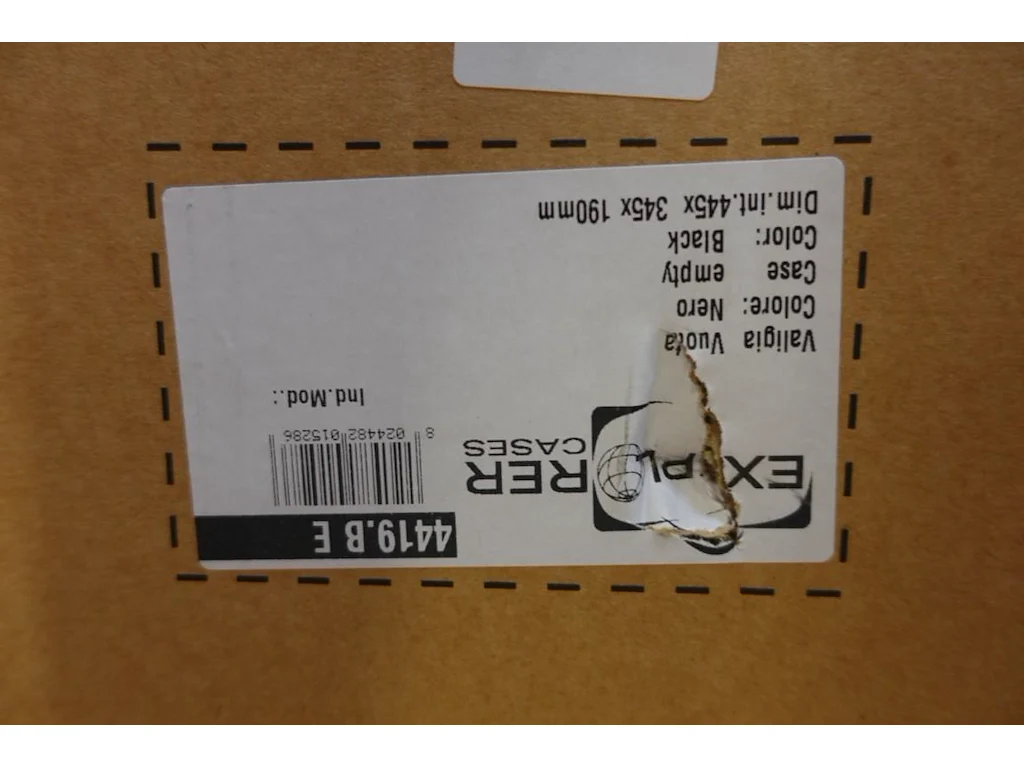 EXPLORER
CASES
4419.B E
8 024482 015286
Ind.Mod.:
Valigia Vuota
Colore: Nero
Case empty
Color: Black
Dim.int.445x 345x 190mm